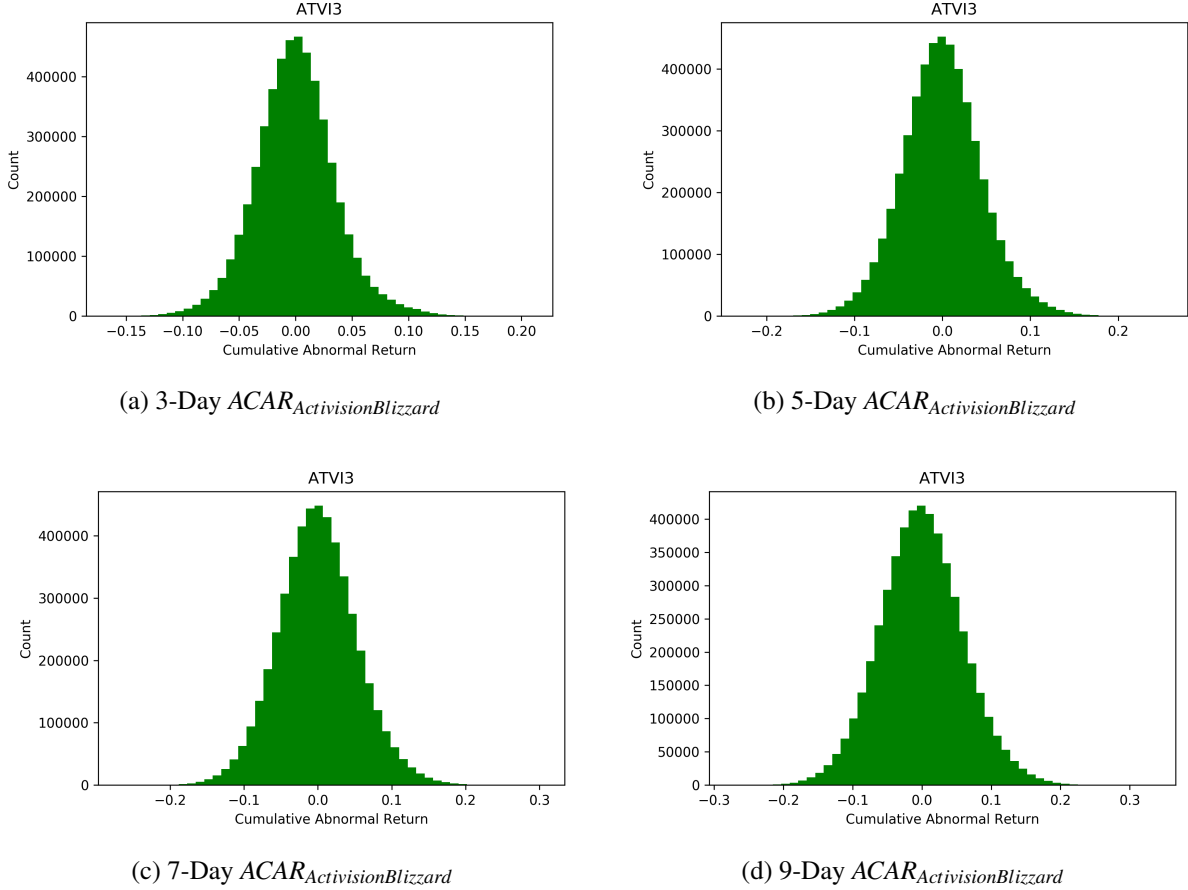 ATVI3
400000
300000
200000
100000
0
Count
−0.15 −0.10 −0.05 0.00 0.05 0.10 0.15 0.20
Cumulative Abnormal Return
(a) 3-Day ACAR_ActivisionBlizzard
ATVI3
400000
300000
200000
100000
0
Count
−0.2 −0.1 0.0 0.1 0.2
Cumulative Abnormal Return
(b) 5-Day ACAR_ActivisionBlizzard
ATVI3
400000
300000
200000
100000
0
Count
−0.2 −0.1 0.0 0.1 0.2 0.3
Cumulative Abnormal Return
(c) 7-Day ACAR_ActivisionBlizzard
ATVI3
400000
350000
300000
250000
200000
150000
100000
50000
0
Count
−0.3 −0.2 −0.1 0.0 0.1 0.2 0.3
Cumulative Abnormal Return
(d) 9-Day ACAR_ActivisionBlizzard